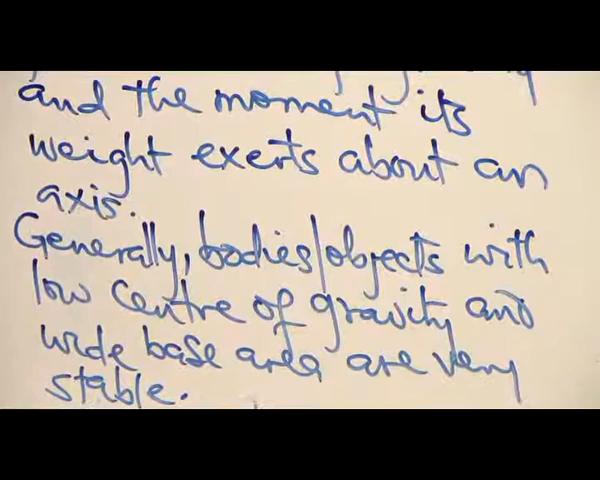 and the moment its
weight exerts about an
axis.
Generally, bodies/objects with
low centre of gravity and
wide base area are very
stable.